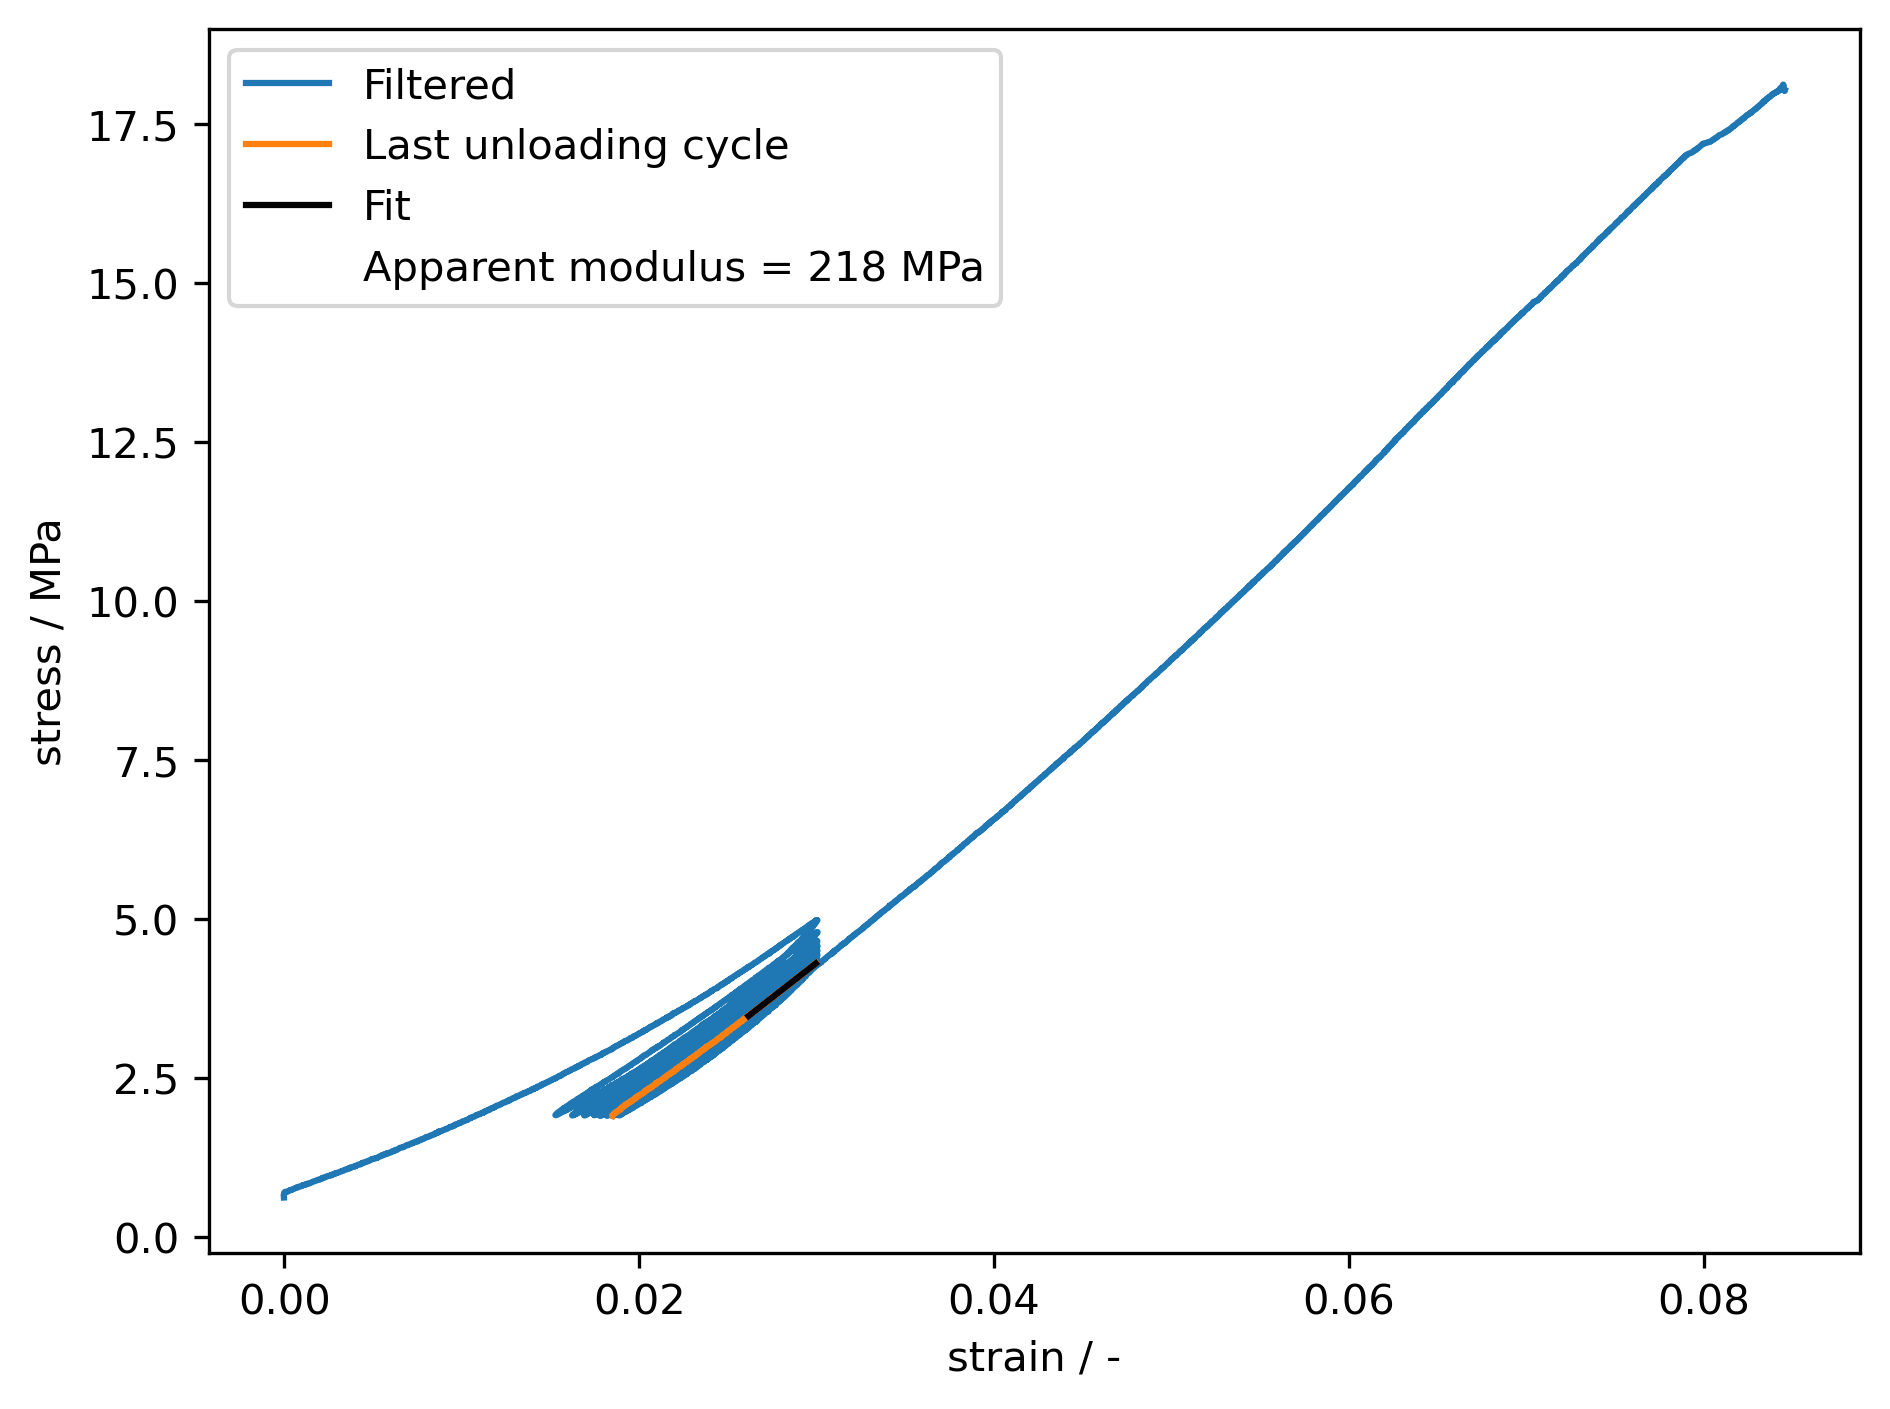 Filtered
Last unloading cycle
Fit
Apparent modulus = 218 MPa
17.5
15.0
12.5
10.0
7.5
5.0
2.5
0.0
stress / MPa
0.00 0.02 0.04 0.06 0.08
strain / -